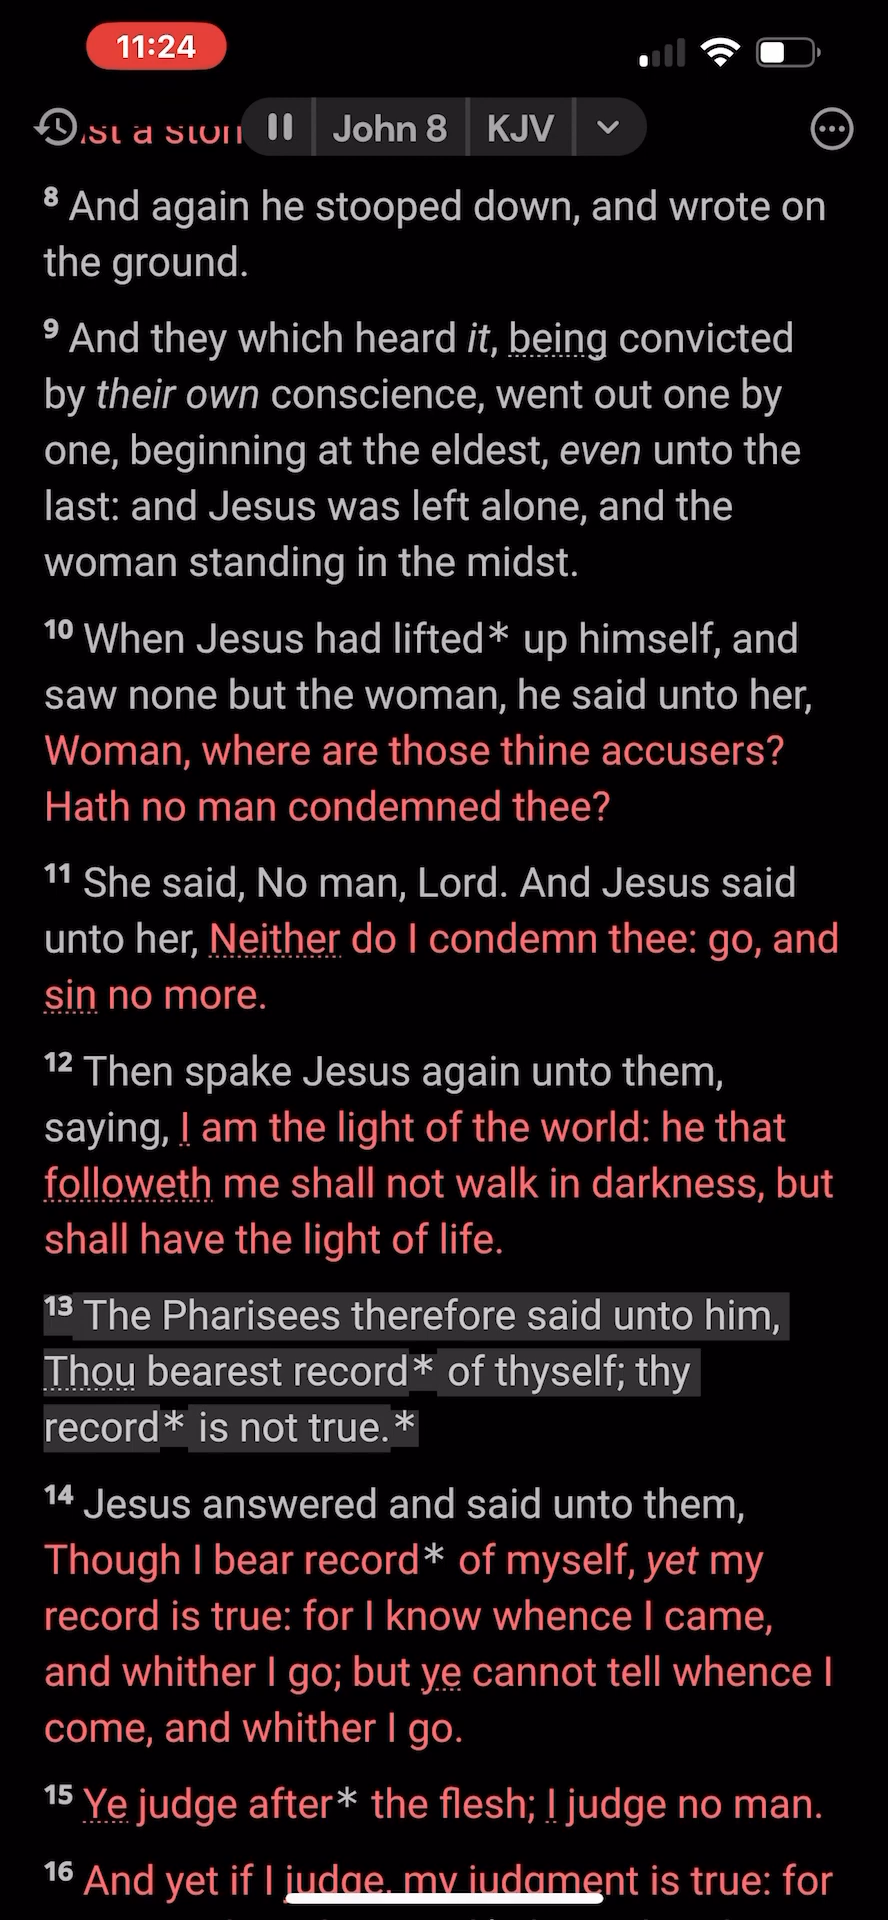 11:24
John 8 KJV
8 And again he stooped down, and wrote on
the ground.
9 And they which heard it, being convicted
by their own conscience, went out one by
one, beginning at the eldest, even unto the
last: and Jesus was left alone, and the
woman standing in the midst.
10 When Jesus had lifted* up himself, and
saw none but the woman, he said unto her,
Woman, where are those thine accusers?
Hath no man condemned thee?
11 She said, No man, Lord. And Jesus said
unto her, Neither do I condemn thee: go, and
sin no more.
12 Then spake Jesus again unto them,
saying, I am the light of the world: he that
followeth me shall not walk in darkness, but
shall have the light of life.
13 The Pharisees therefore said unto him,
Thou bearest record* of thyself; thy
record* is not true.*
14 Jesus answered and said unto them,
Though I bear record* of myself, yet my
record is true: for I know whence I came,
and whither I go; but ye cannot tell whence I
come, and whither I go.
15 Ye judge after* the flesh; I judge no man.
16 And yet if I judge, my judgment is true: for